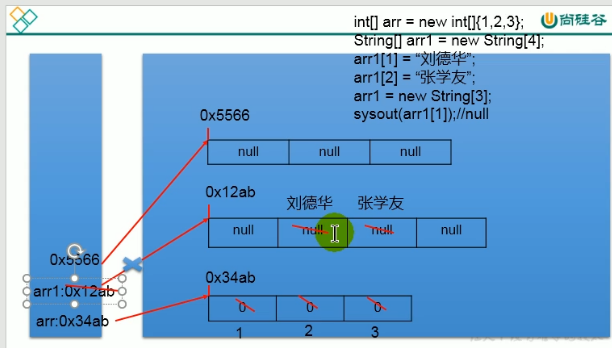 尚硅谷
int[] arr = new int[]{1,2,3};
String[] arr1 = new String[4];
arr1[1] = “刘德华”;
arr1[2] = “张学友”;
arr1 = new String[3];
sysout(arr1[1]);//null
0x5566
null null null
0x12ab
刘德华 张学友
null null null null
0x5566
arr1:0x12ab
arr:0x34ab
0x34ab
0 0 0
1 2 3